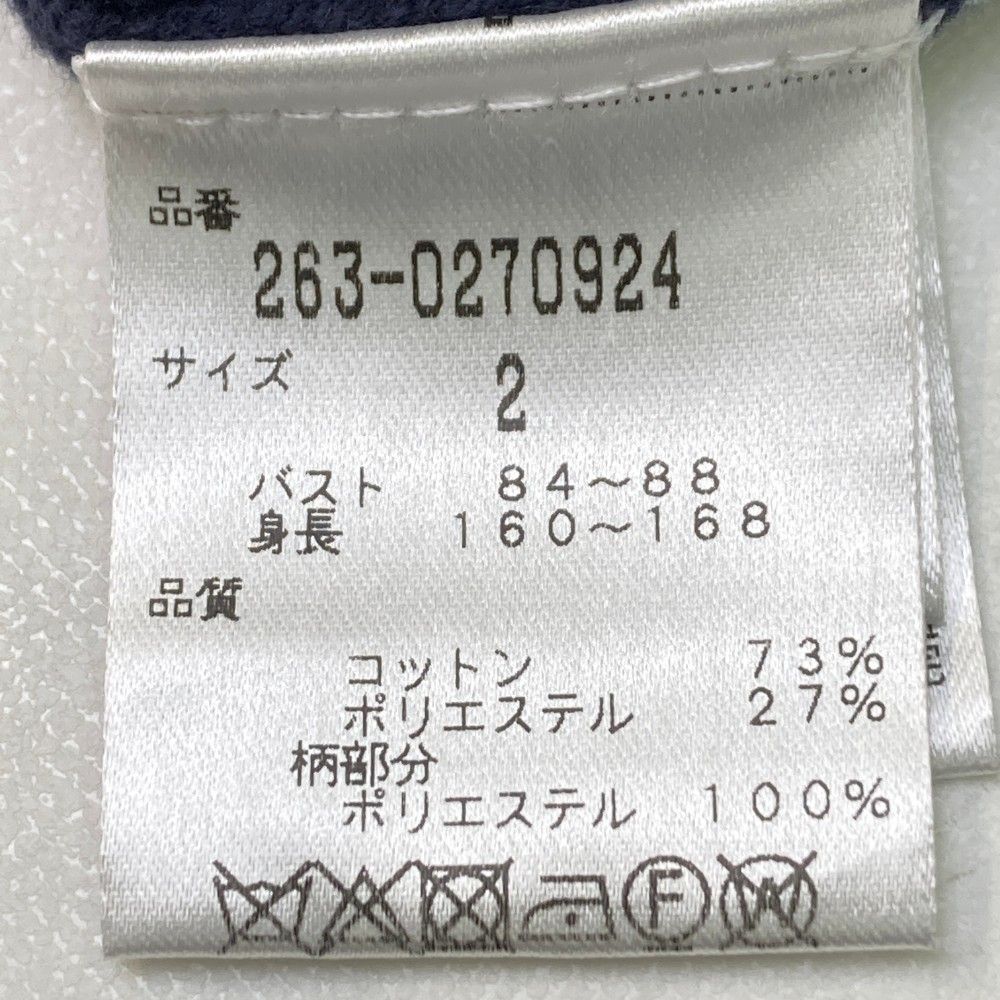 品番
263-0270924
サイズ 2
バスト 84～88
身長 160～168
品質
コットン 73%
ポリエステル 27%
柄部分
ポリエステル 100%
F
W